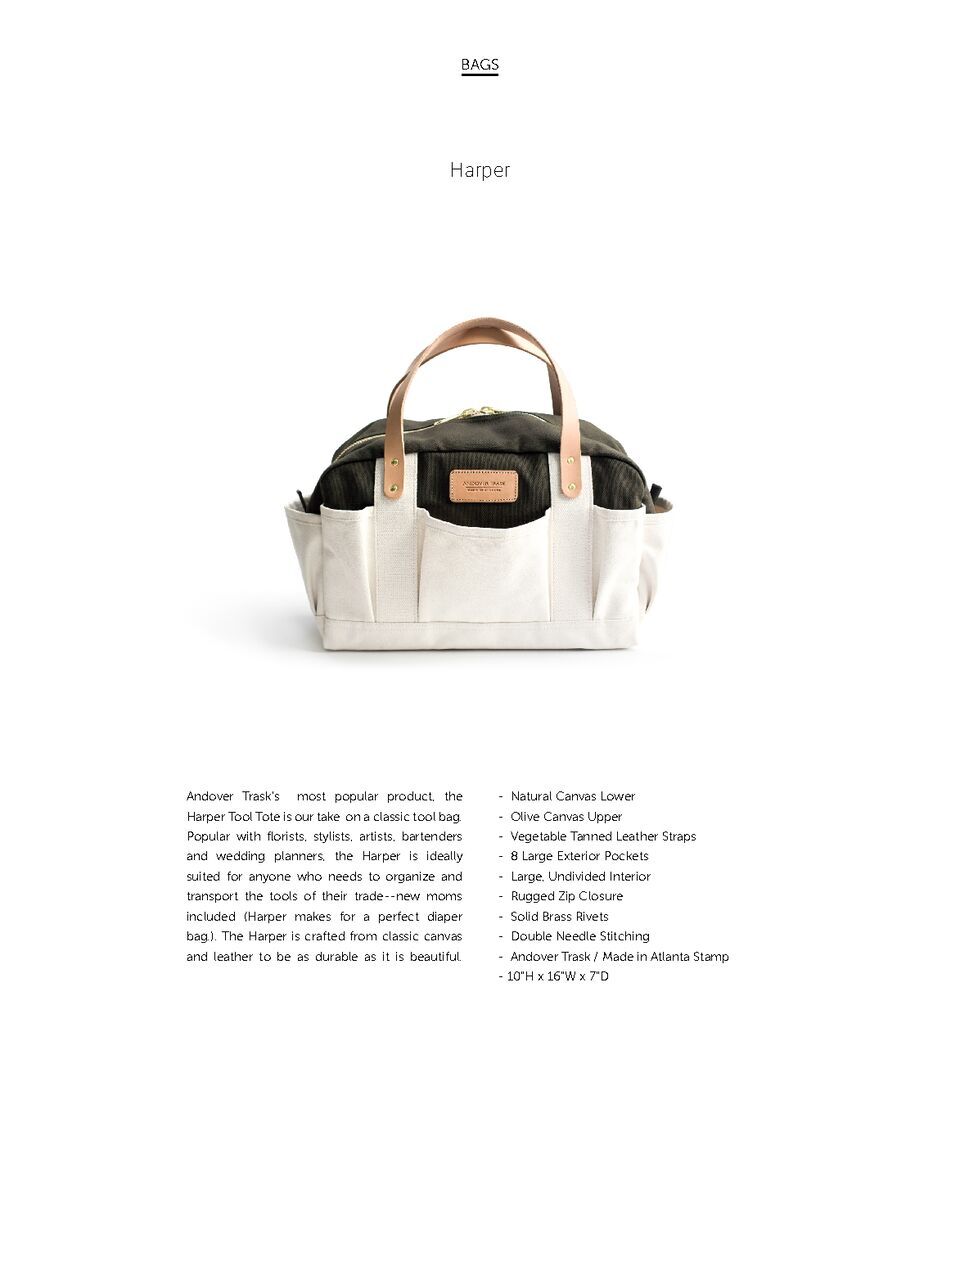 BAGS
Harper
ANDOVER TRASK
Andover Trask's most popular product, the
Harper Tool Tote is our take on a classic tool bag.
Popular with florists, stylists, artists, bartenders
and wedding planners, the Harper is ideally
suited for anyone who needs to organize and
transport the tools of their trade--new moms
included (Harper makes for a perfect diaper
bag.). The Harper is crafted from classic canvas
and leather to be as durable as it is beautiful.
- Natural Canvas Lower
- Olive Canvas Upper
- Vegetable Tanned Leather Straps
- 8 Large Exterior Pockets
- Large, Undivided Interior
- Rugged Zip Closure
- Solid Brass Rivets
- Double Needle Stitching
- Andover Trask / Made in Atlanta Stamp
- 10"H x 16"W x 7"D